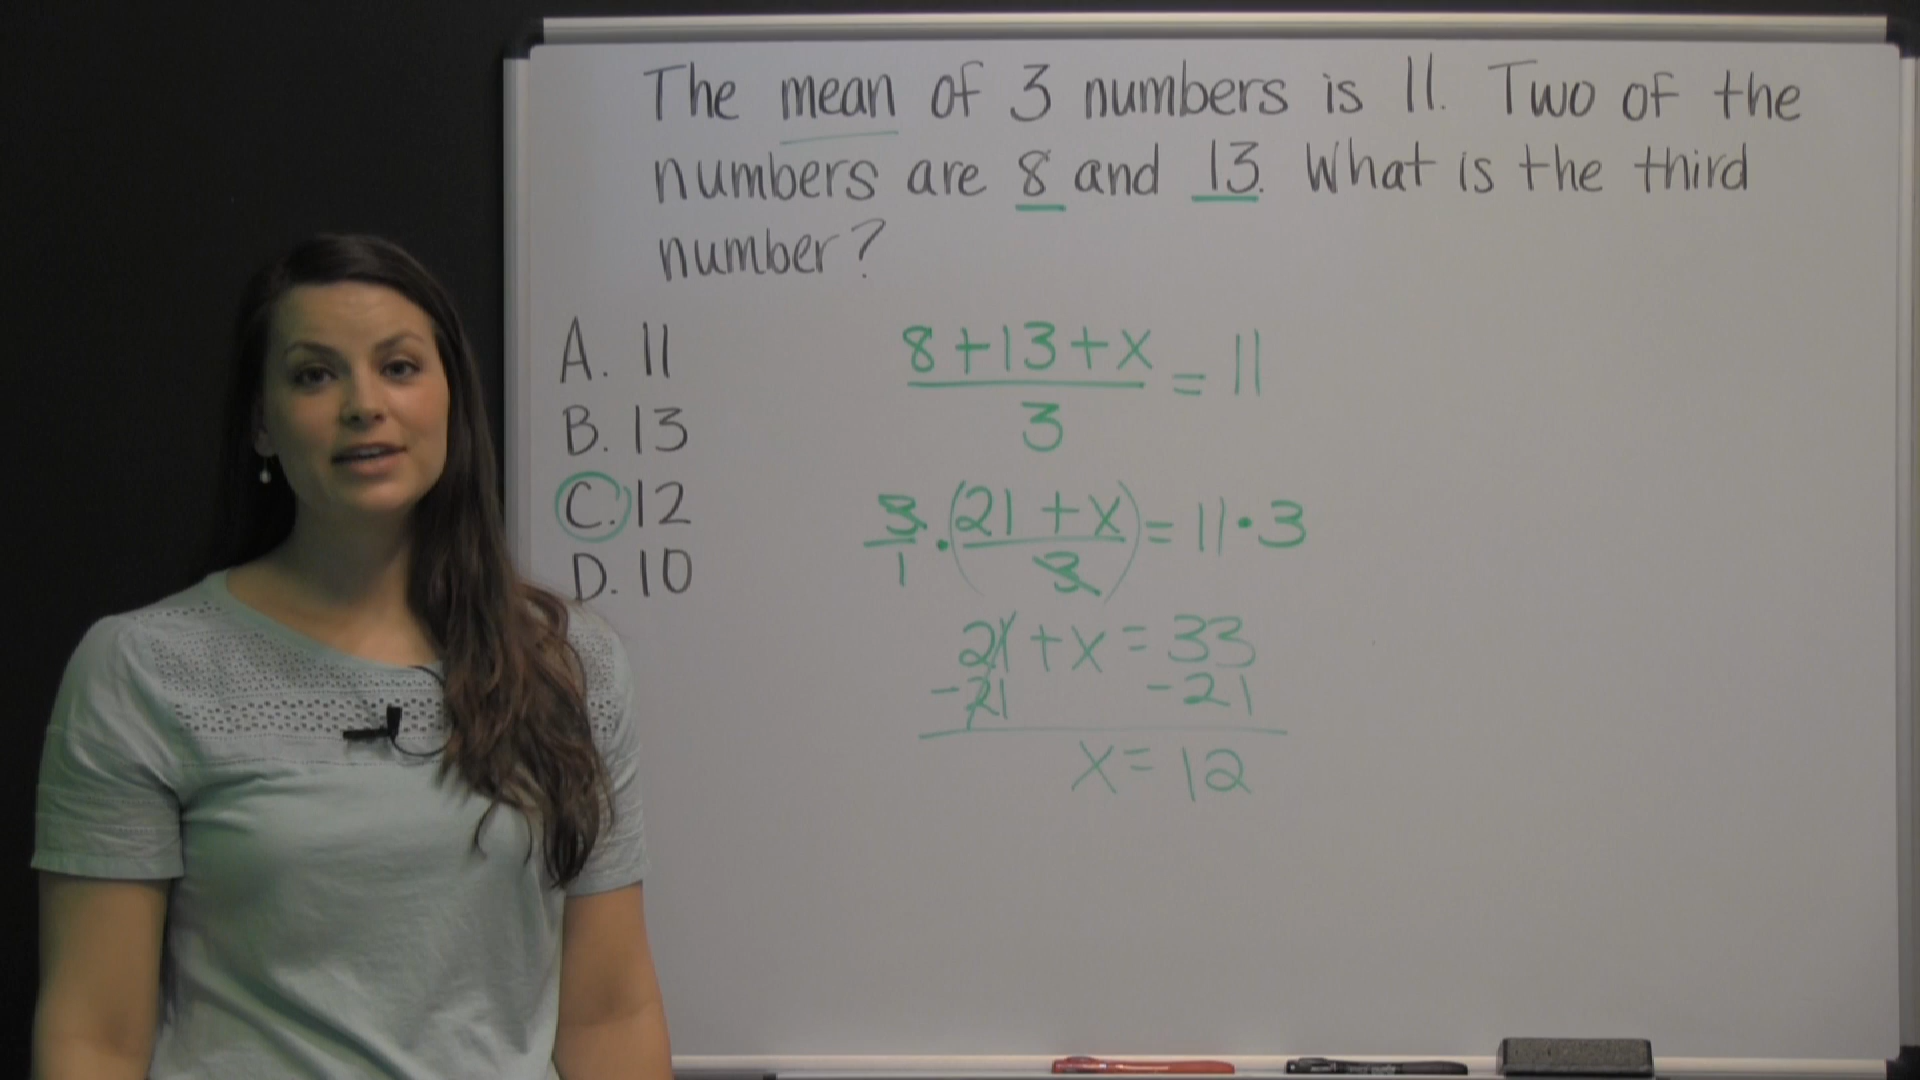 The mean of 3 numbers is 11. Two of the
numbers are 8 and 13. What is the third
number?
A. 11
B. 13
C. 12
D. 10
8+13+x
3
= 11
3/1 · (21 + x / 3) = 11 · 3
21 + x = 33
-21 -21
x = 12